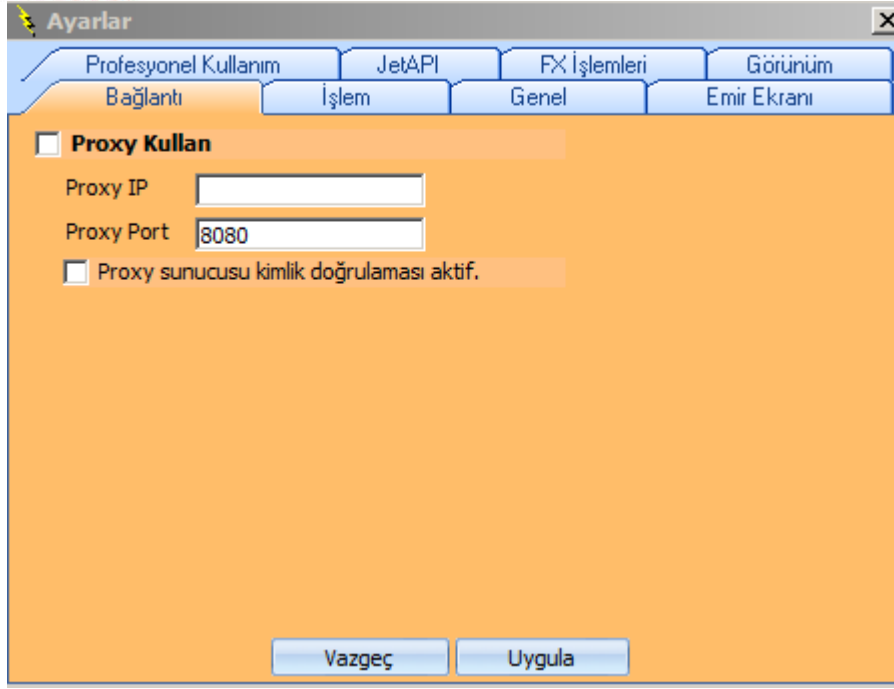 Ayarlar
Profesyonel Kullanım JetAPI FX İşlemleri Görünüm
Bağlantı İşlem Genel Emir Ekranı
Proxy Kullan
Proxy IP
Proxy Port 8080
Proxy sunucusu kimlik doğrulaması aktif.
Vazgeç Uygula